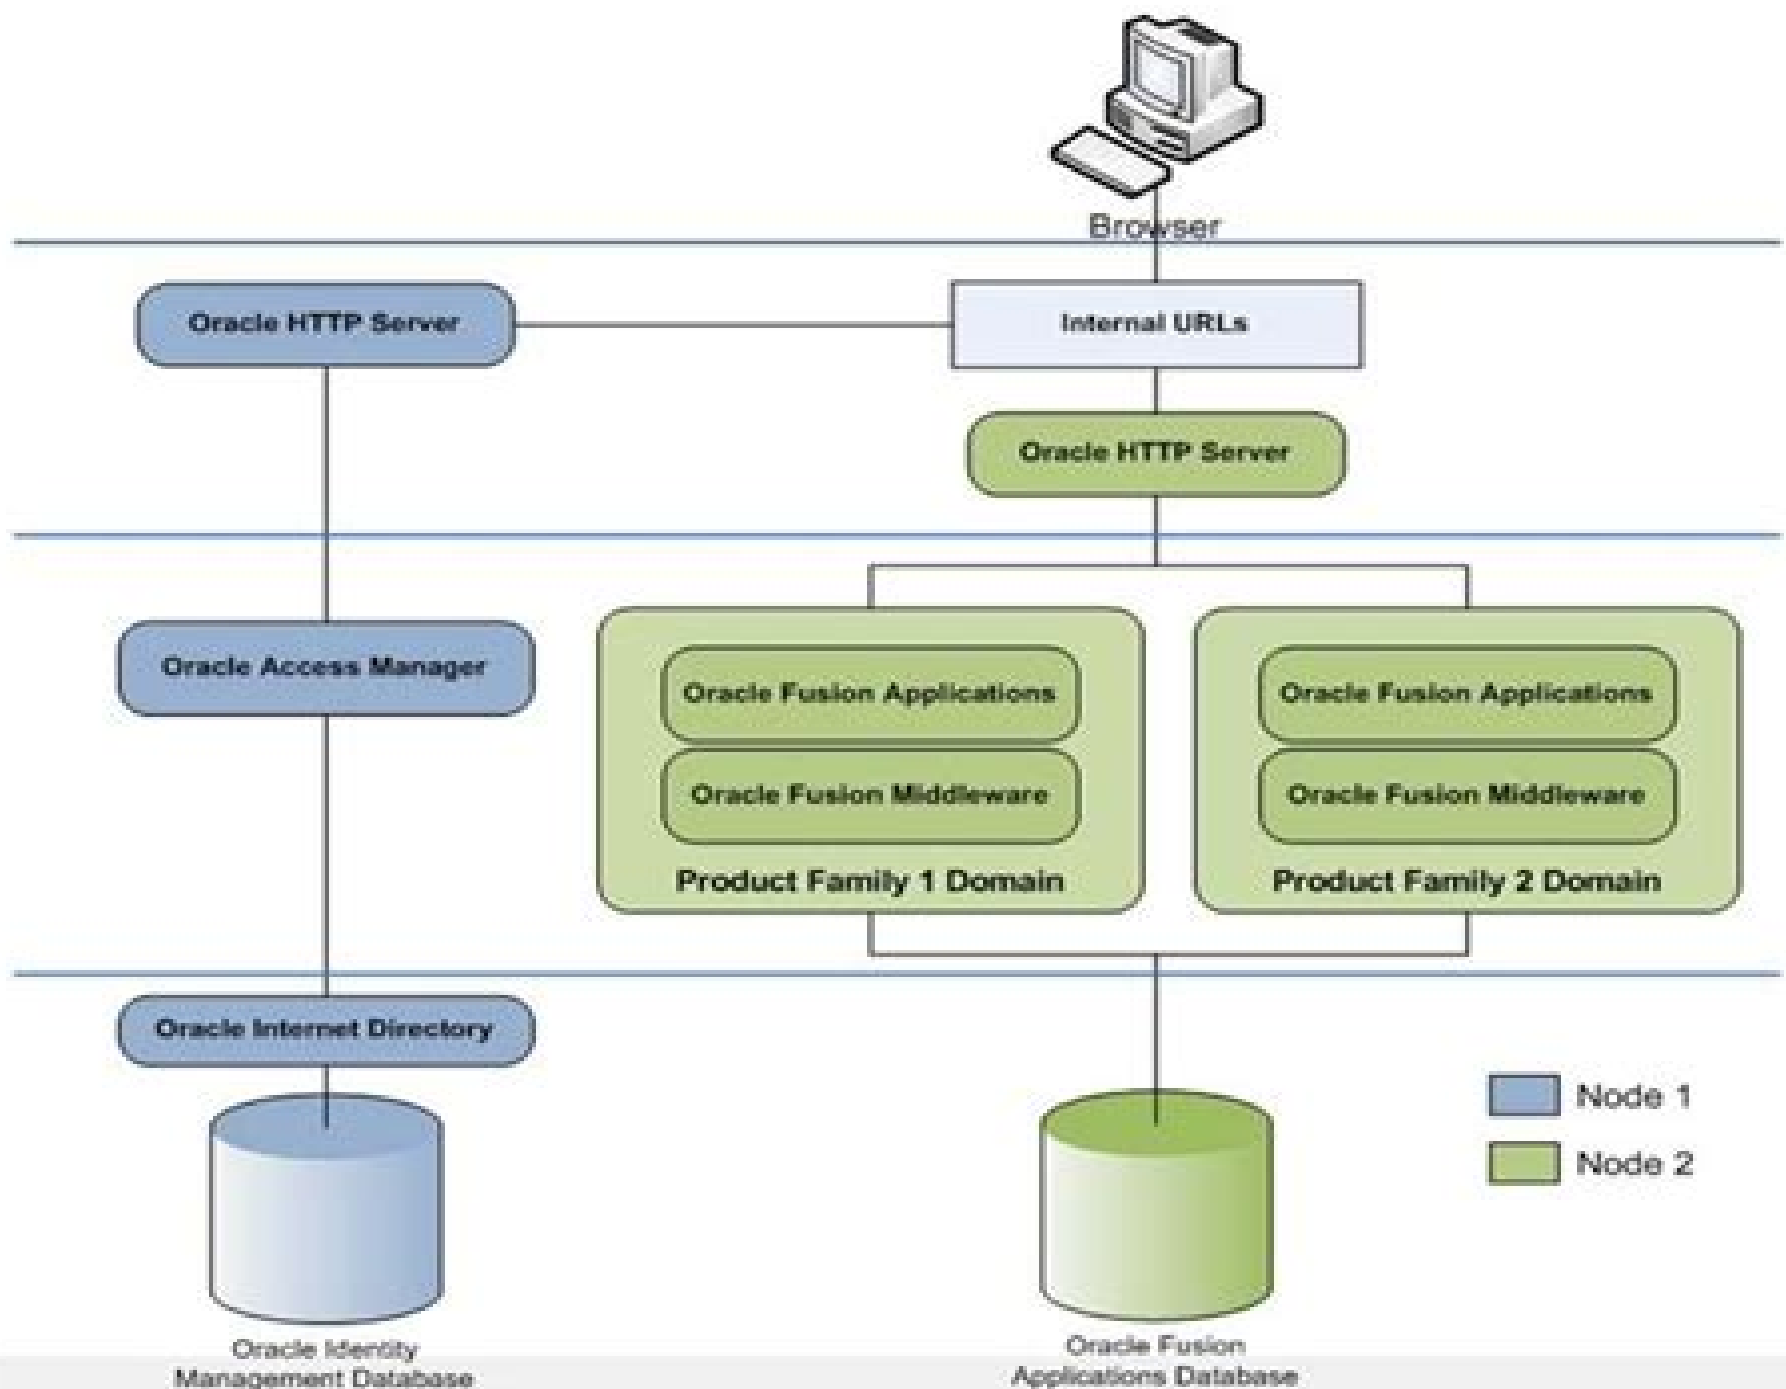 Browser
Oracle HTTP Server
Internal URLs
Oracle HTTP Server
Oracle Access Manager
Oracle Fusion Applications
Oracle Fusion Middleware
Product Family 1 Domain
Oracle Fusion Applications
Oracle Fusion Middleware
Product Family 2 Domain
Oracle Internet Directory
Node 1
Node 2
Oracle Identity
Management Database
Oracle Fusion
Applications Database